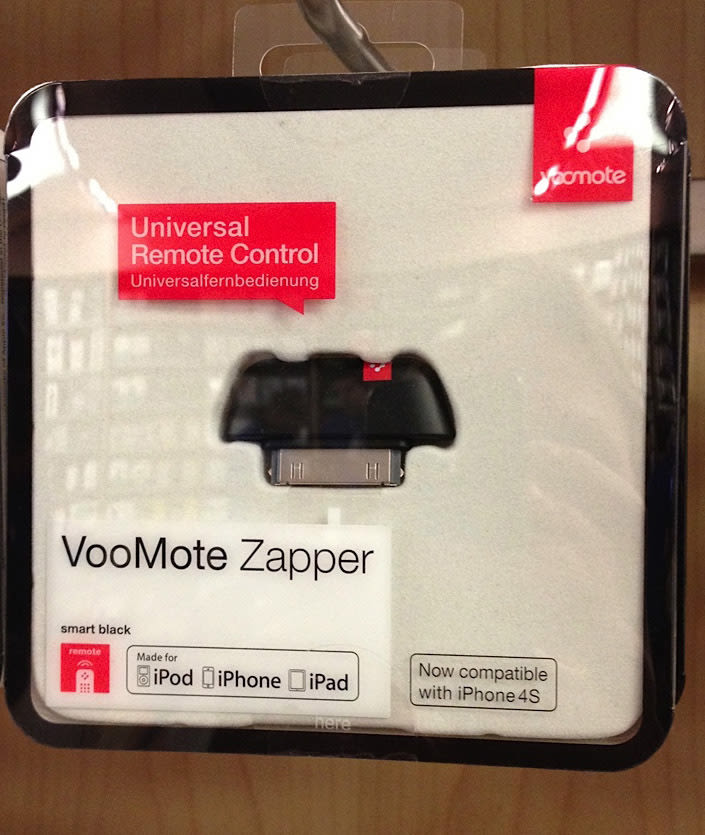 voomote
Universal
Remote Control
Universalfernbedienung
VooMote Zapper
smart black
remote
Made for
iPod iPhone iPad
Now compatible
with iPhone 4S
here